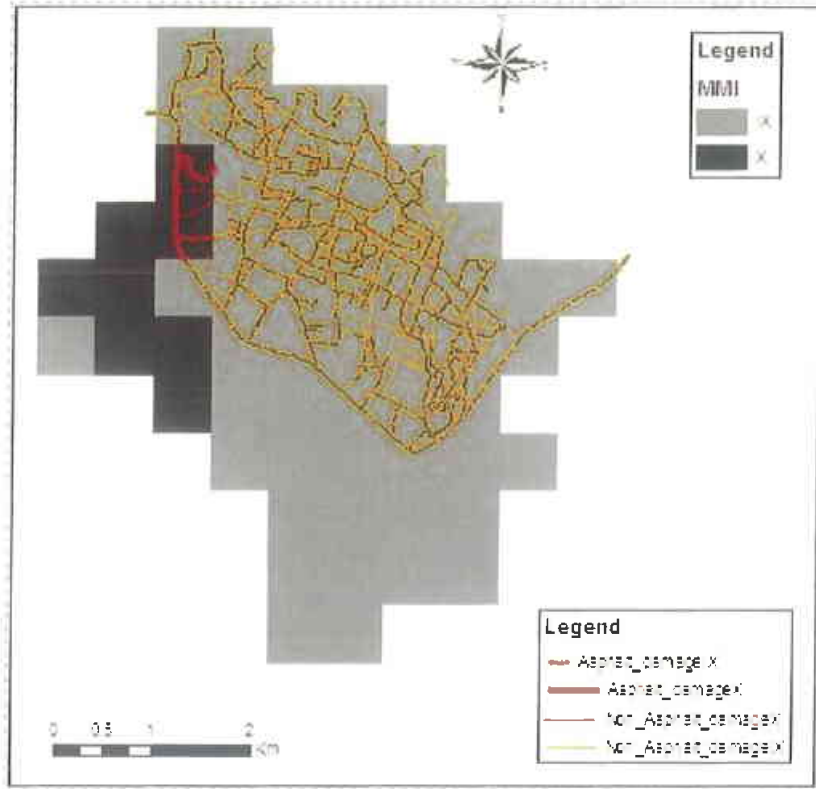 Legend
MMI
IX
X
0 0.5 1 2
Km
Legend
Asphalt_damageIX
Asphalt_damageX
Non_Asphalt_damageX
Non_Asphalt_damageIX